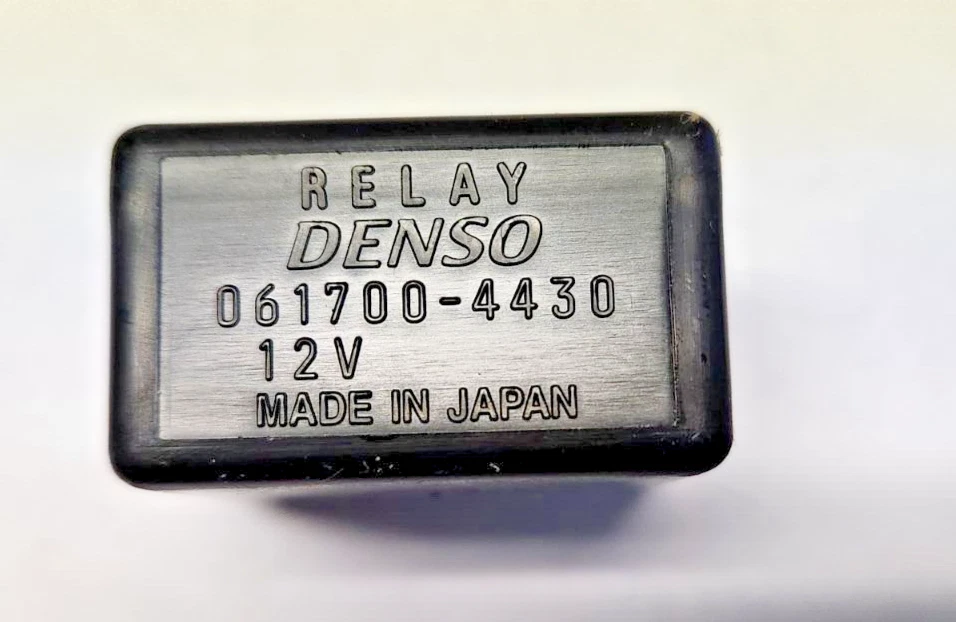 RELAY
DENSO
061700-4430
12V
MADE IN JAPAN